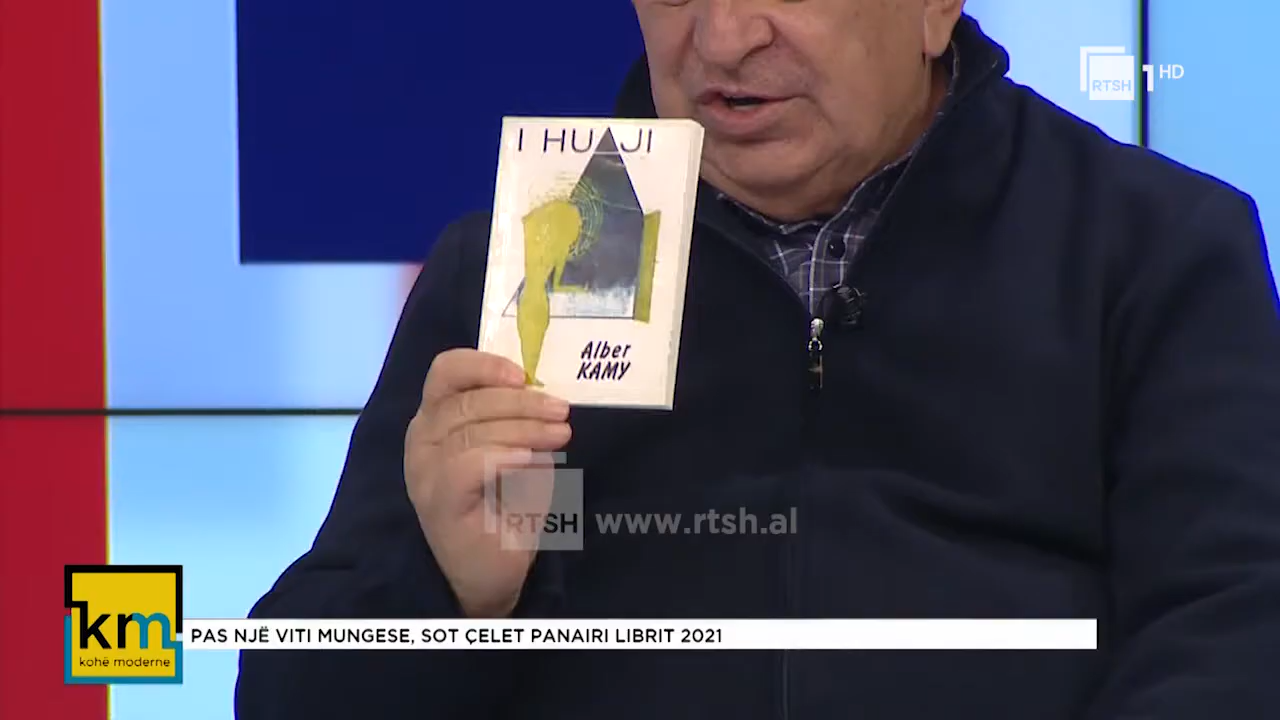 RTSH 1 HD
I HUAJI
Alber
KAMY
RTSH www.rtsh.al
km
kohë moderne
PAS NJË VITI MUNGESE, SOT ÇELET PANAIRI LIBRIT 2021